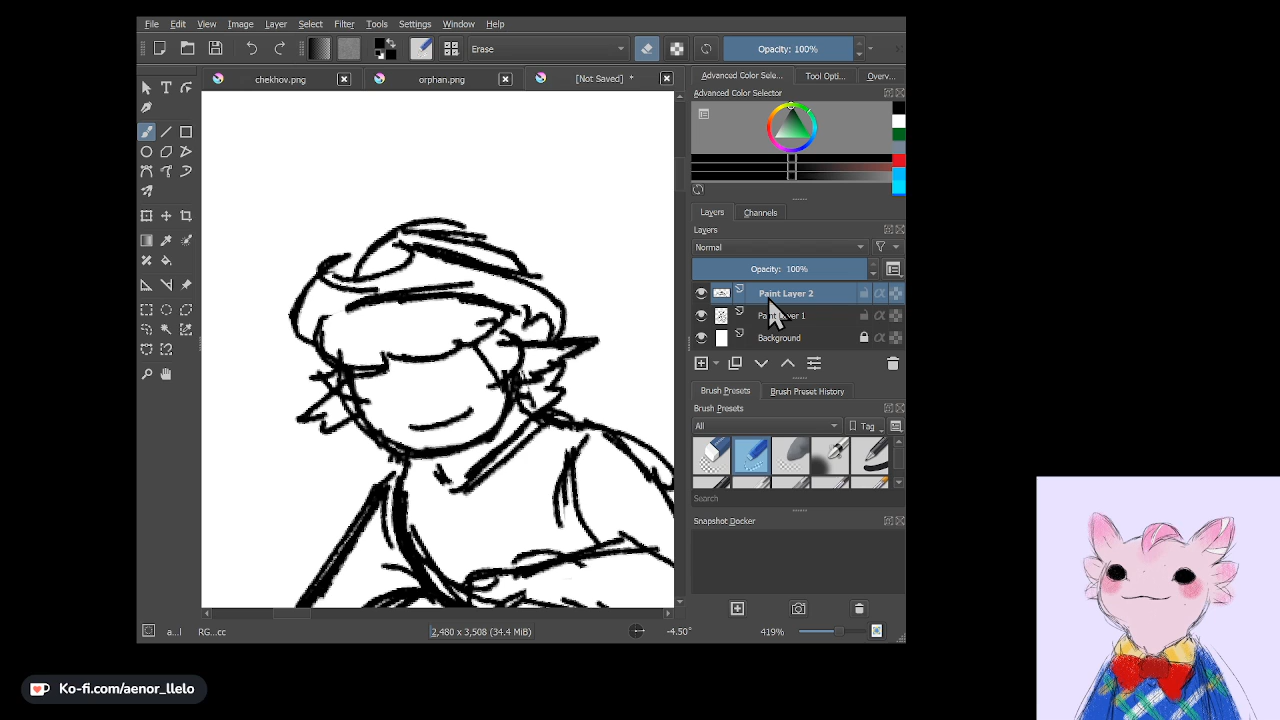 File Edit View Image Layer Select Filter Tools Settings Window Help
Erase
Opacity: 100%
chekhov.png
orphan.png
[Not Saved] *
Advanced Color Sele...
Tool Opti...
Overv...
Advanced Color Selector
Layers
Channels
Layers
Normal
Opacity: 100%
Paint Layer 2
Background
Brush Presets
Brush Preset History
Brush Presets
All
Tag
Search
Snapshot Docker
a...l
RG...cc
2,480 x 3,508 (34.4 MiB)
-4.50°
419%
Ko-fi.com/aenor_llelo